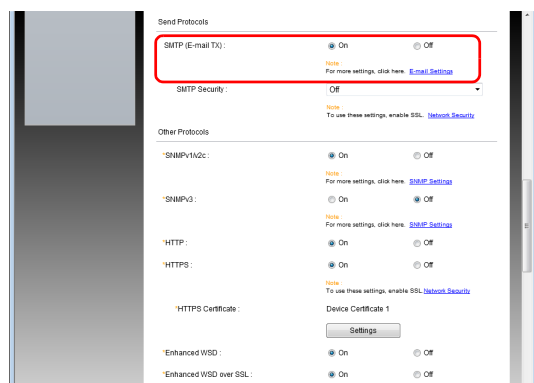 Send Protocols
SMTP (E-mail TX) : On Off
Note :
For more settings, click here. E-mail Settings
SMTP Security : Off
Note :
To use these settings, enable SSL. Network Security
Other Protocols
*SNMPv1/v2c : On Off
Note :
For more settings, click here. SNMP Settings
*SNMPv3 : On Off
Note :
For more settings, click here. SNMP Settings
*HTTP : On Off
*HTTPS : On Off
Note :
To use these settings, enable SSL.Network Security
*HTTPS Certificate : Device Certificate 1
Settings
*Enhanced WSD : On Off
*Enhanced WSD over SSL : On Off